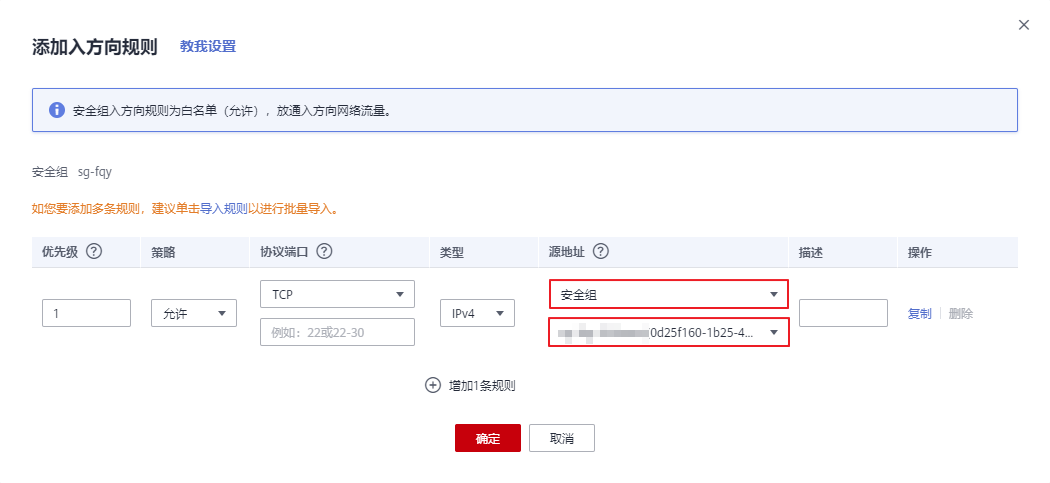 添加入方向规则 教我设置
安全组入方向规则为白名单（允许），放通入方向网络流量。
安全组 sg-fqy
如您要添加多条规则，建议单击导入规则以进行批量导入。
优先级 策略 协议端口 类型 源地址 描述 操作
TCP 安全组
1 允许 IPv4 复制 删除
例如：22或22-30 0d25f160-1b25-4...
增加1条规则
确定 取消